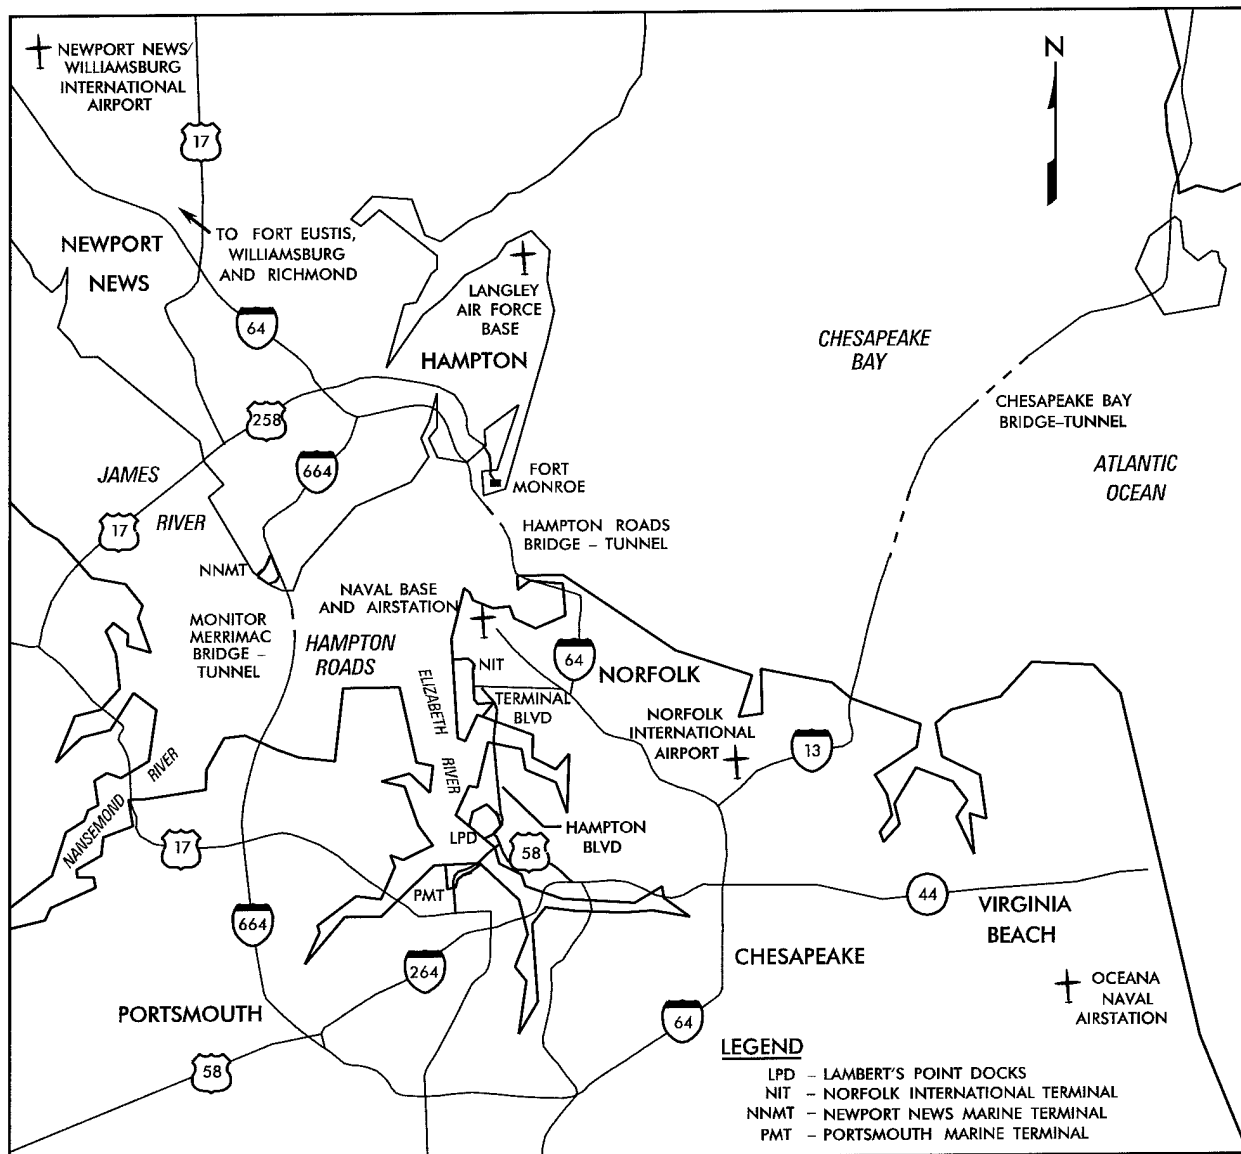 N
NEWPORT NEWS/
WILLIAMSBURG
INTERNATIONAL
AIRPORT
17
TO FORT EUSTIS,
WILLIAMSBURG
AND RICHMOND
NEWPORT
NEWS
LANGLEY
AIR FORCE
BASE
64
HAMPTON
CHESAPEAKE
BAY
CHESAPEAKE BAY
BRIDGE-TUNNEL
258
ATLANTIC
OCEAN
JAMES
RIVER
664
FORT
MONROE
17
HAMPTON ROADS
BRIDGE - TUNNEL
NNMT
NAVAL BASE
AND AIRSTATION
MONITOR
MERRIMAC
BRIDGE -
TUNNEL
HAMPTON
ROADS
64
NORFOLK
NIT
ELIZABETH
RIVER
TERMINAL
BLVD
NORFOLK
INTERNATIONAL
AIRPORT
13
NANSEMOND
RIVER
17
LPD
HAMPTON
BLVD
58
PMT
44
VIRGINIA
BEACH
664
264
CHESAPEAKE
OCEANA
NAVAL
AIRSTATION
PORTSMOUTH
64
58
LEGEND
LPD - LAMBERT'S POINT DOCKS
NIT - NORFOLK INTERNATIONAL TERMINAL
NNMT - NEWPORT NEWS MARINE TERMINAL
PMT - PORTSMOUTH MARINE TERMINAL